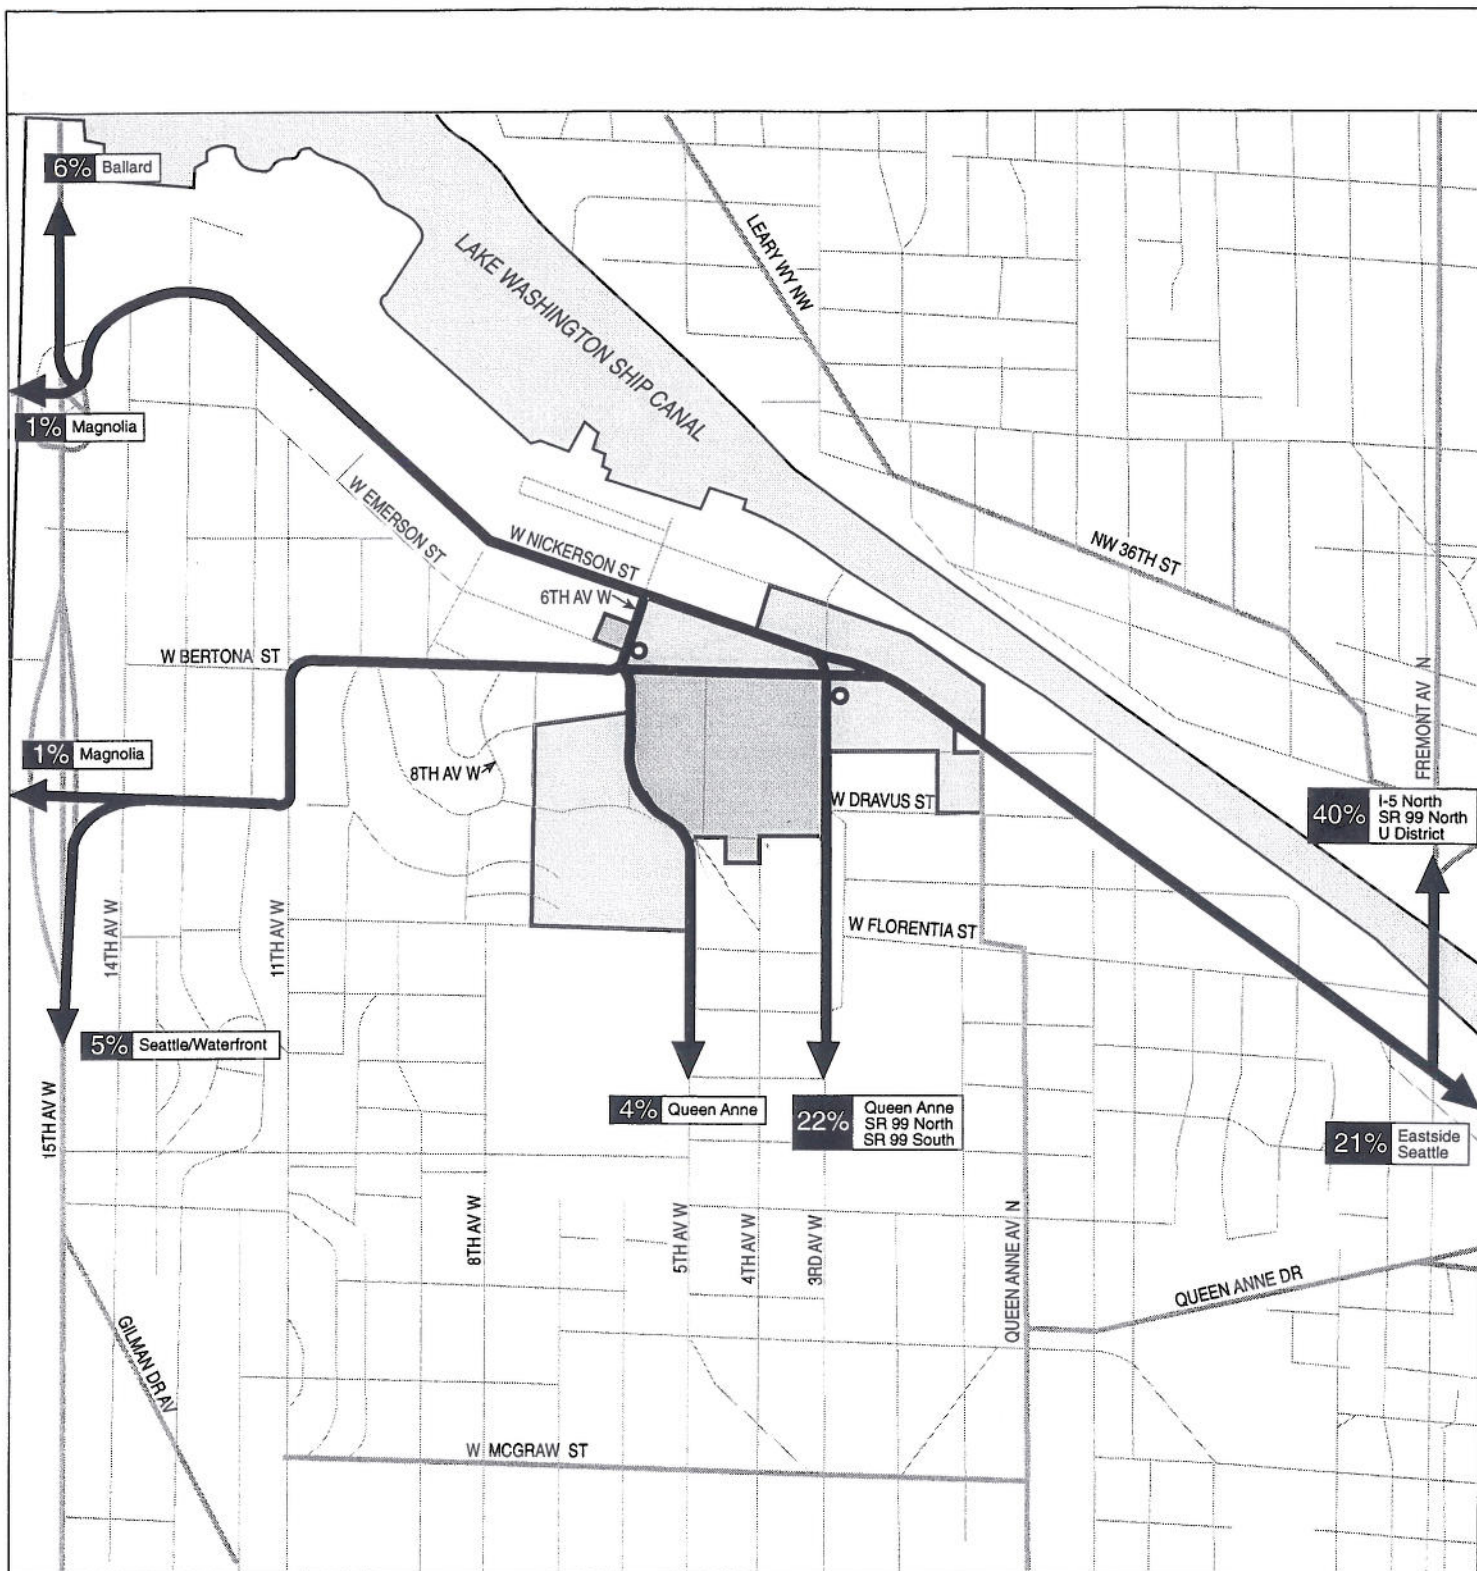 6% Ballard
LEARY WY NW
LAKE WASHINGTON SHIP CANAL
1% Magnolia
W EMERSON ST
W NICKERSON ST
NW 36TH ST
6TH AV W
W BERTONA ST
FREMONT AV N
1% Magnolia
8TH AV W
W DRAVUS ST
40% I-5 North
SR 99 North
U District
14TH AV W
11TH AV W
W FLORENTIA ST
5% Seattle/Waterfront
15TH AV W
4% Queen Anne
22% Queen Anne
SR 99 North
SR 99 South
21% Eastside
Seattle
8TH AV W
5TH AV W
4TH AV W
3RD AV W
QUEEN ANNE AV N
QUEEN ANNE DR
GILMAN DR AV
W MCGRAW ST